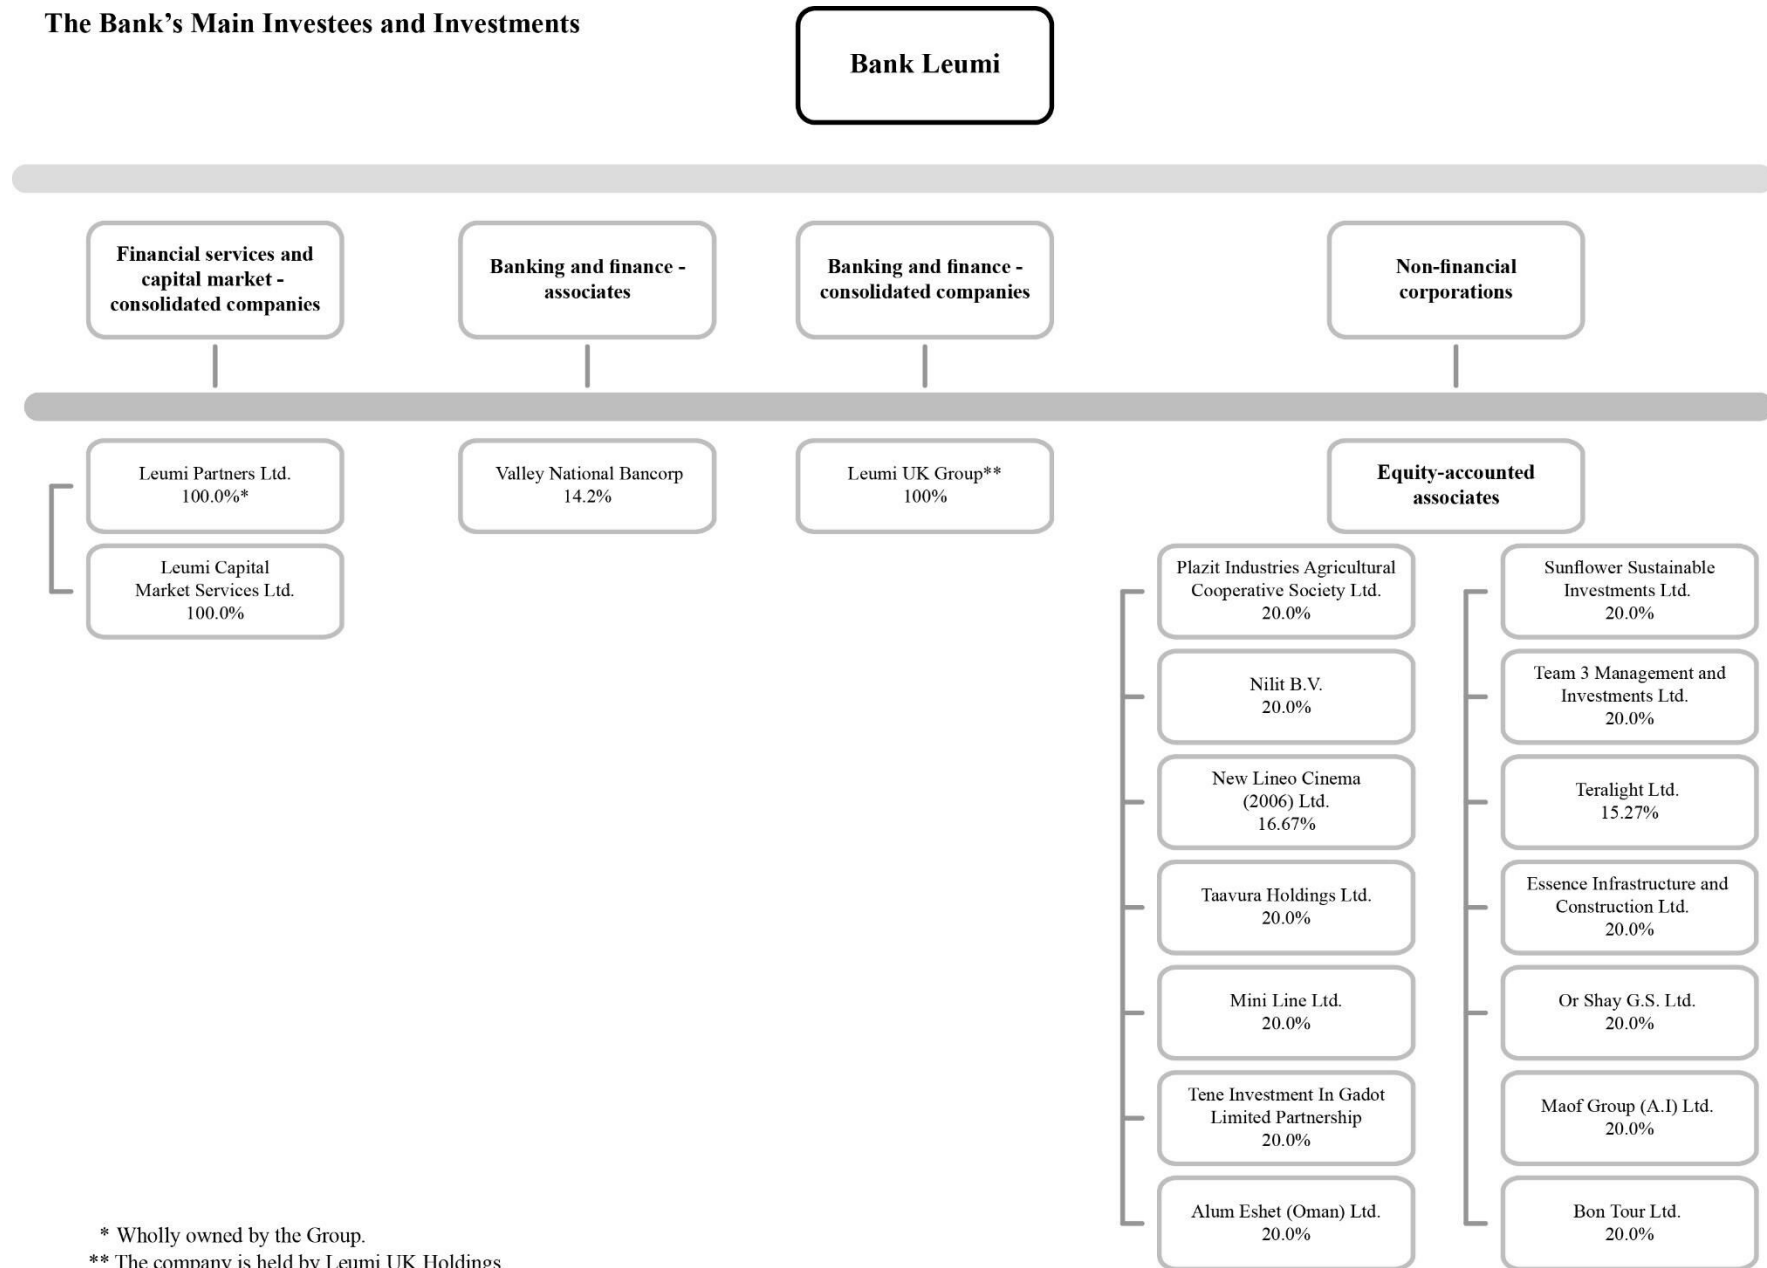 The Bank’s Main Investees and Investments
Bank Leumi
Financial services and
capital market -
consolidated companies
Banking and finance -
associates
Banking and finance -
consolidated companies
Non-financial
corporations
Leumi Partners Ltd.
100.0%*
Leumi Capital
Market Services Ltd.
100.0%
Valley National Bancorp
14.2%
Leumi UK Group**
100%
Equity-accounted
associates
Plazit Industries Agricultural
Cooperative Society Ltd.
20.0%
Nilit B.V.
20.0%
New Lineo Cinema
(2006) Ltd.
16.67%
Taavura Holdings Ltd.
20.0%
Mini Line Ltd.
20.0%
Tene Investment In Gadot
Limited Partnership
20.0%
Alum Eshet (Oman) Ltd.
20.0%
Sunflower Sustainable
Investments Ltd.
20.0%
Team 3 Management and
Investments Ltd.
20.0%
Teralight Ltd.
15.27%
Essence Infrastructure and
Construction Ltd.
20.0%
Or Shay G.S. Ltd.
20.0%
Maof Group (A.I) Ltd.
20.0%
Bon Tour Ltd.
20.0%
* Wholly owned by the Group.
** The company is held by Leumi UK Holdings